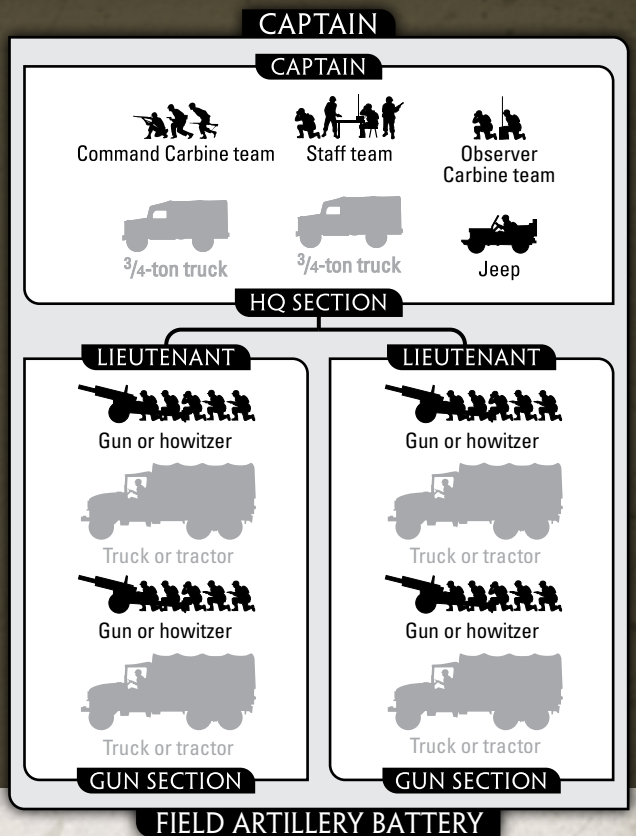 CAPTAIN
CAPTAIN
Command Carbine team
Staff team
Observer
Carbine team
3/4-ton truck
3/4-ton truck
Jeep
HQ SECTION
LIEUTENANT
Gun or howitzer
Truck or tractor
Gun or howitzer
Truck or tractor
GUN SECTION
LIEUTENANT
Gun or howitzer
Truck or tractor
Gun or howitzer
Truck or tractor
GUN SECTION
FIELD ARTILLERY BATTERY